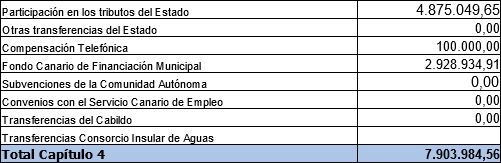 Participación en los tributos del Estado 4.875.049,65
Otras transferencias del Estado 0,00
Compensación Telefónica 100.000,00
Fondo Canario de Financiación Municipal 2.928.934,91
Subvenciones de la Comunidad Autónoma 0,00
Convenios con el Servicio Canario de Empleo 0,00
Transferencias del Cabildo 0,00
Transferencias Consorcio Insular de Aguas
Total Capítulo 4 7.903.984,56